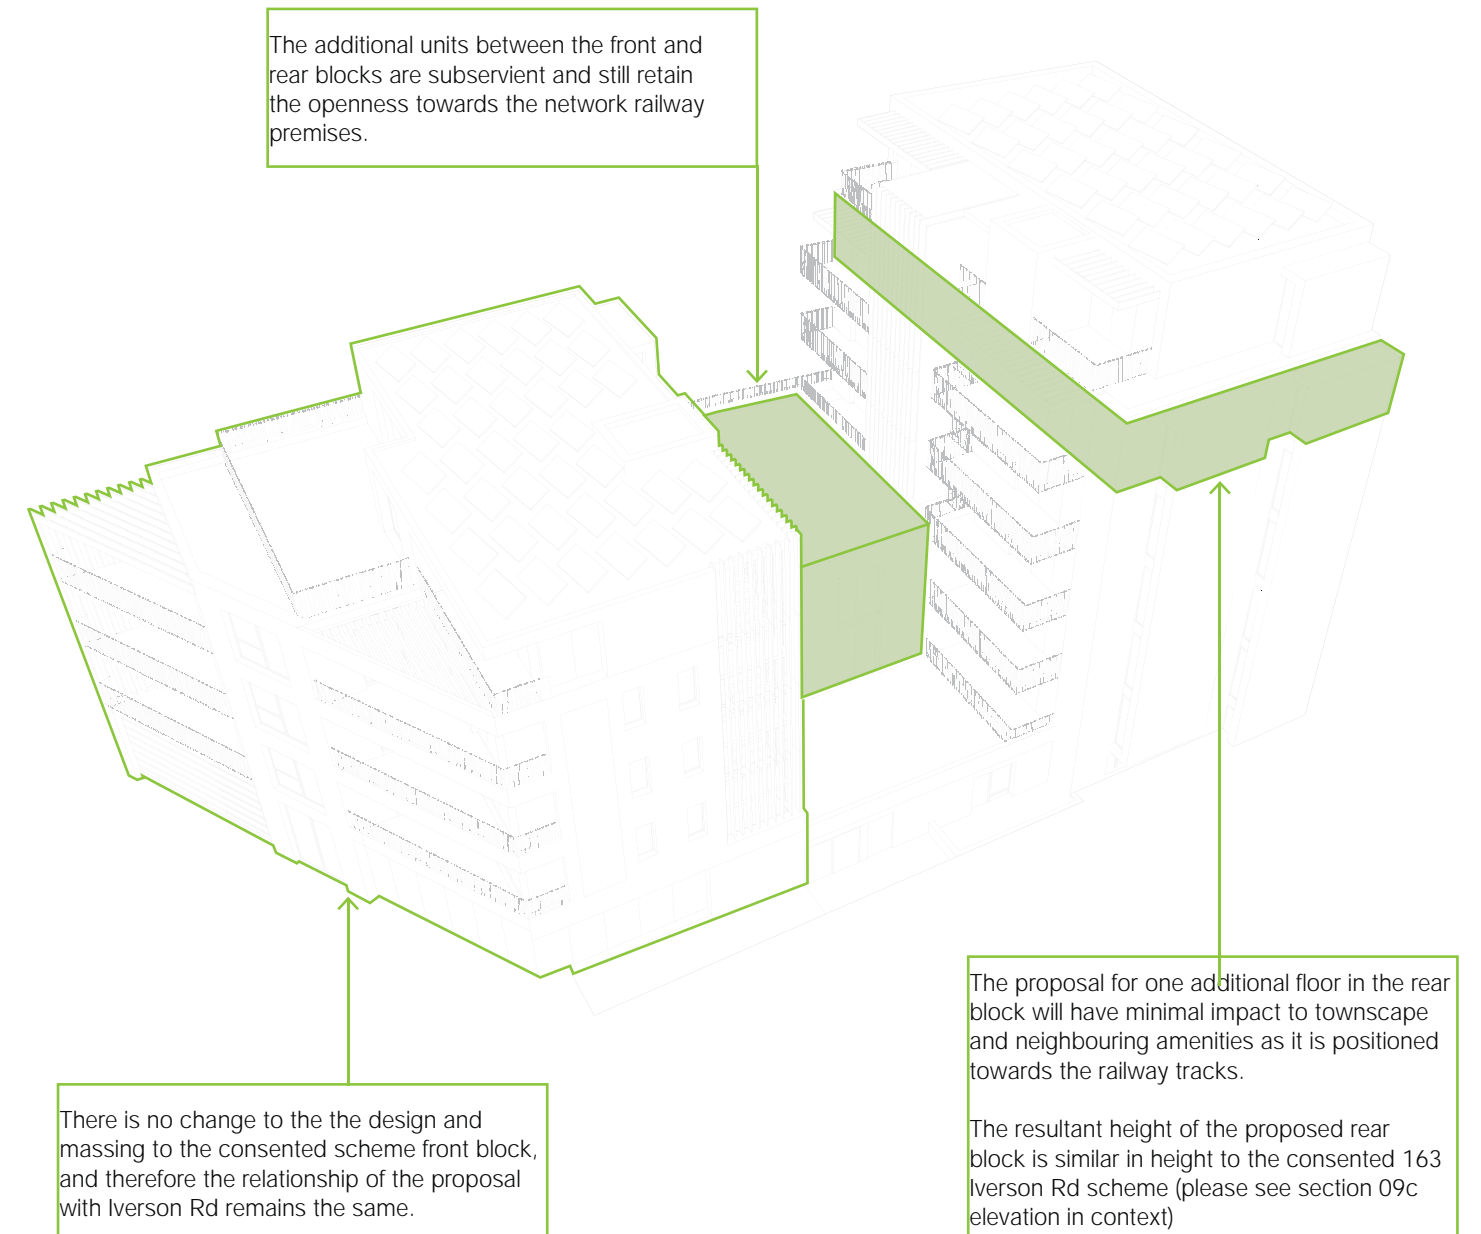 The additional units between the front and
rear blocks are subservient and still retain
the openness towards the network railway
premises.
The proposal for one additional floor in the rear
block will have minimal impact to townscape
and neighbouring amenities as it is positioned
towards the railway tracks.
The resultant height of the proposed rear
block is similar in height to the consented 163
Iverson Rd scheme (please see section 09c
elevation in context)
There is no change to the the design and
massing to the consented scheme front block,
and therefore the relationship of the proposal
with Iverson Rd remains the same.